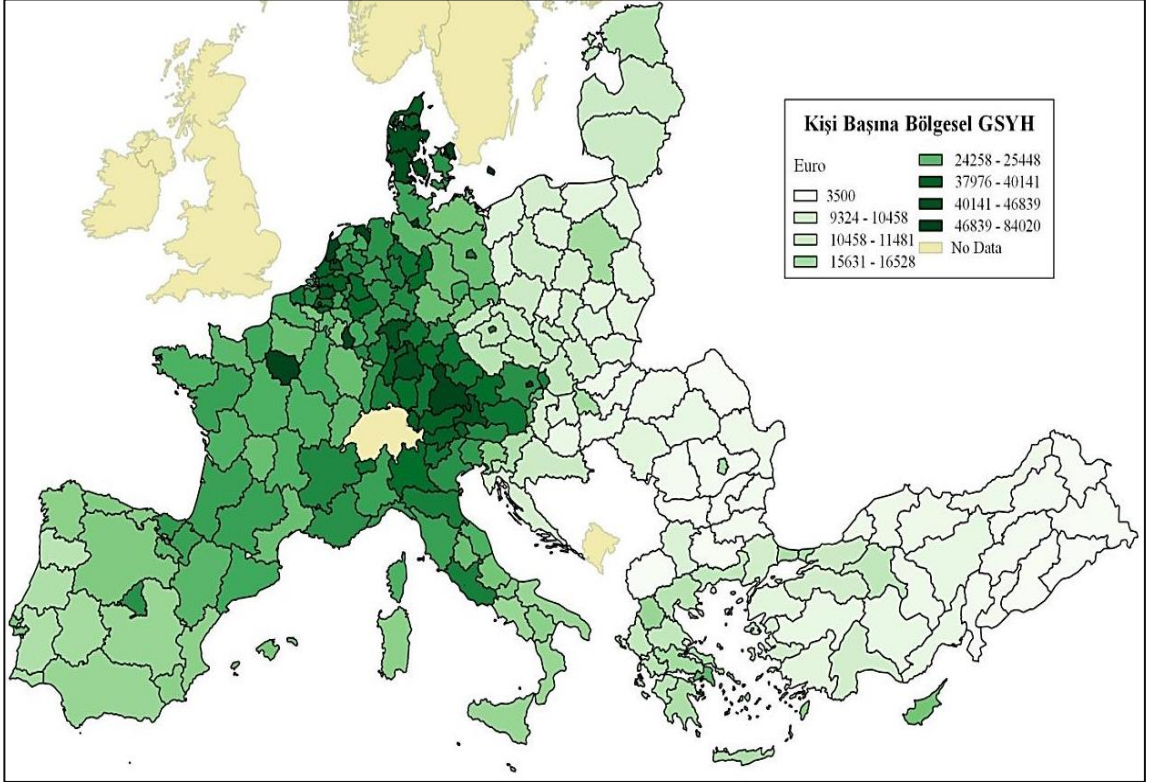 Kişi Başına Bölgesel GSYH
Euro
3500
9324 - 10458
10458 - 11481
15631 - 16528
24258 - 25448
37976 - 40141
40141 - 46839
46839 - 84020
No Data